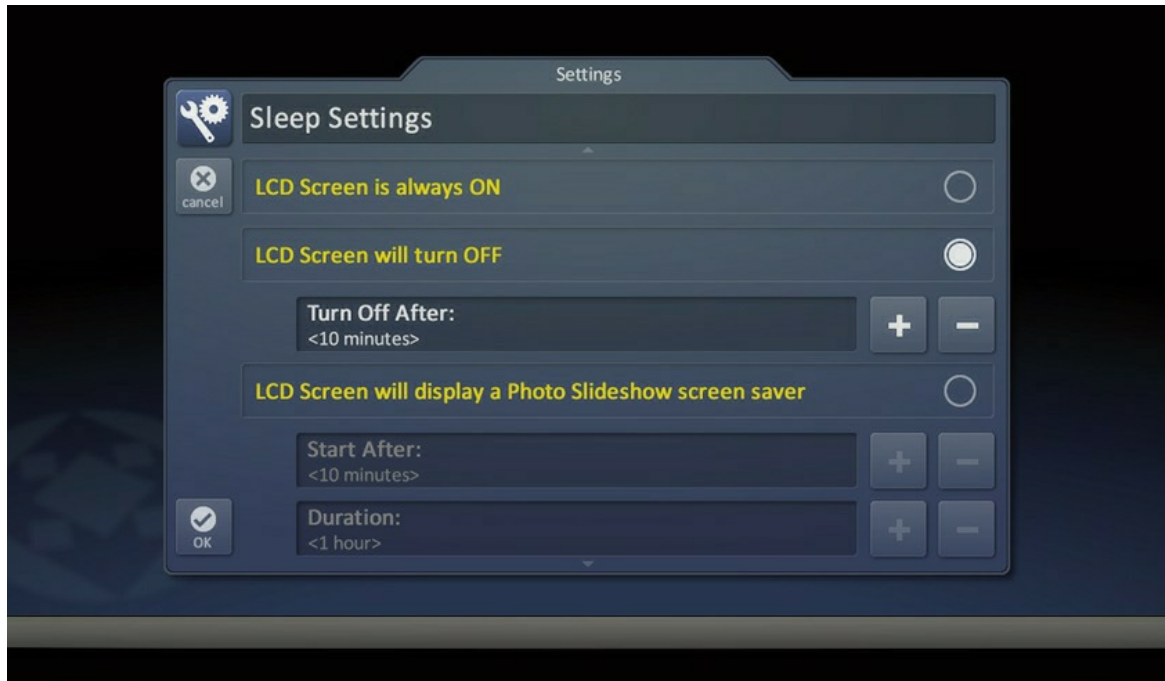 Settings
Sleep Settings
cancel
LCD Screen is always ON
LCD Screen will turn OFF
Turn Off After:
<10 minutes>
LCD Screen will display a Photo Slideshow screen saver
Start After:
<10 minutes>
Duration:
<1 hour>
OK